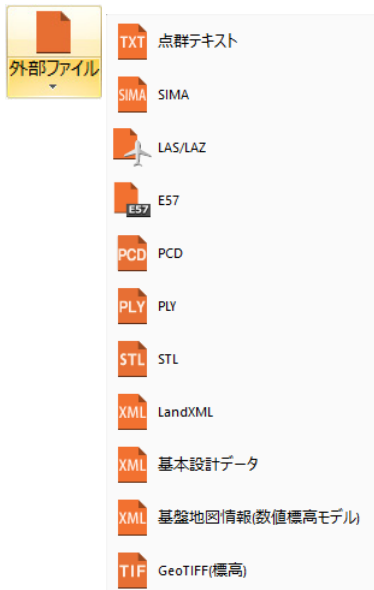 外部ファイル
TXT 点群テキスト
SIMA SIMA
LAS/LAZ
E57 E57
PCD PCD
PLY PLY
STL STL
XML LandXML
XML 基本設計データ
XML 基盤地図情報(数値標高モデル)
TIF GeoTIFF(標高)